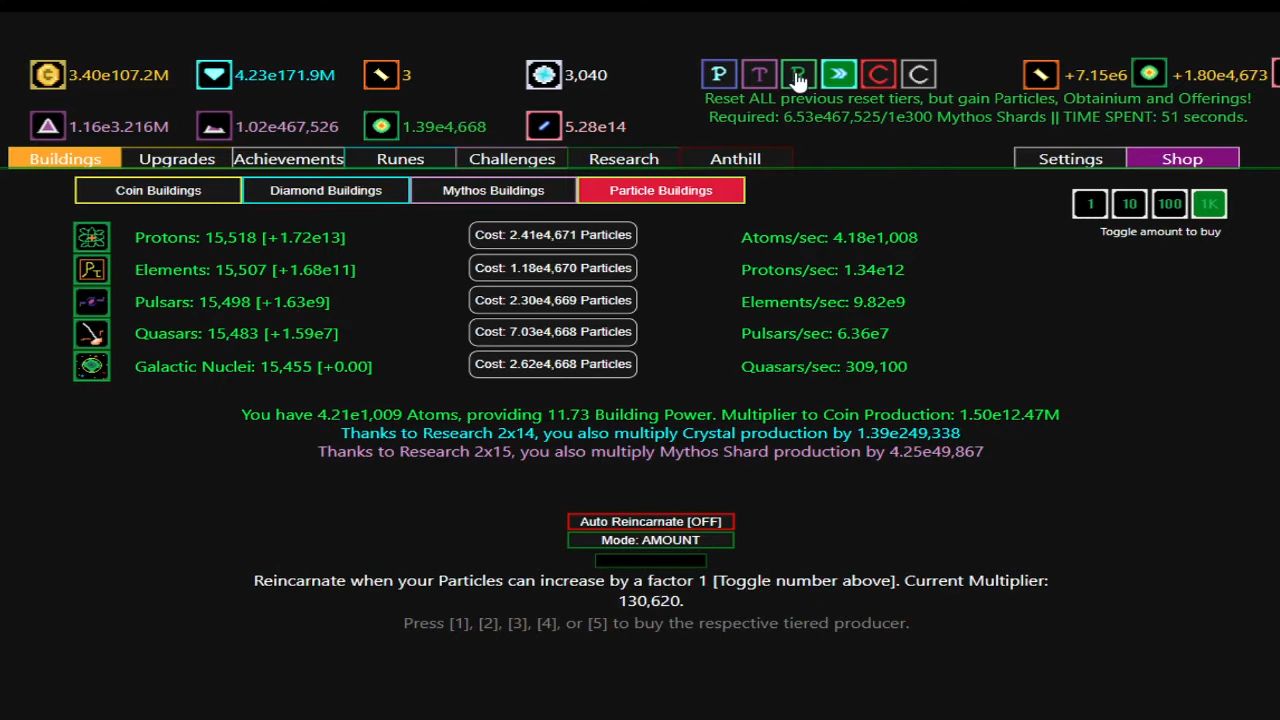 3.40e107.2M 4.23e171.9M 3 3,040 +7.15e6 +1.80e4,673
Reset ALL previous reset tiers, but gain Particles, Obtainium and Offerings!
1.16e3.216M 1.02e467,526 1.39e4,668 5.28e14
Required: 6.53e467,525/1e300 Mythos Shards || TIME SPENT: 51 seconds.
Buildings Upgrades Achievements Runes Challenges Research Anthill Settings Shop
Coin Buildings Diamond Buildings Mythos Buildings Particle Buildings
1 10 100 1K
Toggle amount to buy
Protons: 15,518 [+1.72e13] Cost: 2.41e4,671 Particles Atoms/sec: 4.18e1,008
Elements: 15,507 [+1.68e11] Cost: 1.18e4,670 Particles Protons/sec: 1.34e12
Pulsars: 15,498 [+1.63e9] Cost: 2.30e4,669 Particles Elements/sec: 9.82e9
Quasars: 15,483 [+1.59e7] Cost: 7.03e4,668 Particles Pulsars/sec: 6.36e7
Galactic Nuclei: 15,455 [+0.00] Cost: 2.62e4,668 Particles Quasars/sec: 309,100
You have 4.21e1,009 Atoms, providing 11.73 Building Power. Multiplier to Coin Production: 1.50e12.47M
Thanks to Research 2x14, you also multiply Crystal production by 1.39e249,338
Thanks to Research 2x15, you also multiply Mythos Shard production by 4.25e49,867
Auto Reincarnate [OFF]
Mode: AMOUNT
Reincarnate when your Particles can increase by a factor 1 [Toggle number above]. Current Multiplier:
130,620.
Press [1], [2], [3], [4], or [5] to buy the respective tiered producer.